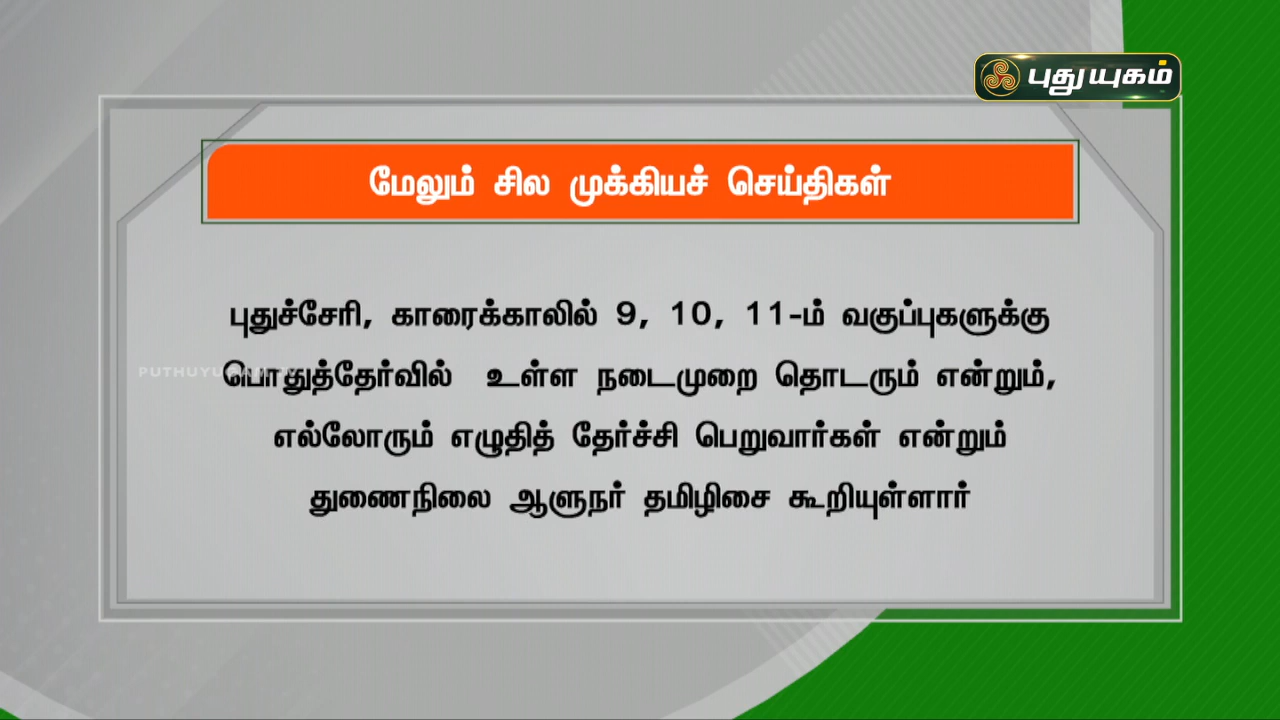 புதுயுகம்
மேலும் சில முக்கியச் செய்திகள்
புதுச்சேரி, காரைக்காலில் 9, 10, 11-ம் வகுப்புகளுக்கு
பொதுத்தேர்வில் உள்ள நடைமுறை தொடரும் என்றும்,
எல்லோரும் எழுதித் தேர்ச்சி பெறுவார்கள் என்றும்
துணைநிலை ஆளுநர் தமிழிசை கூறியுள்ளார்